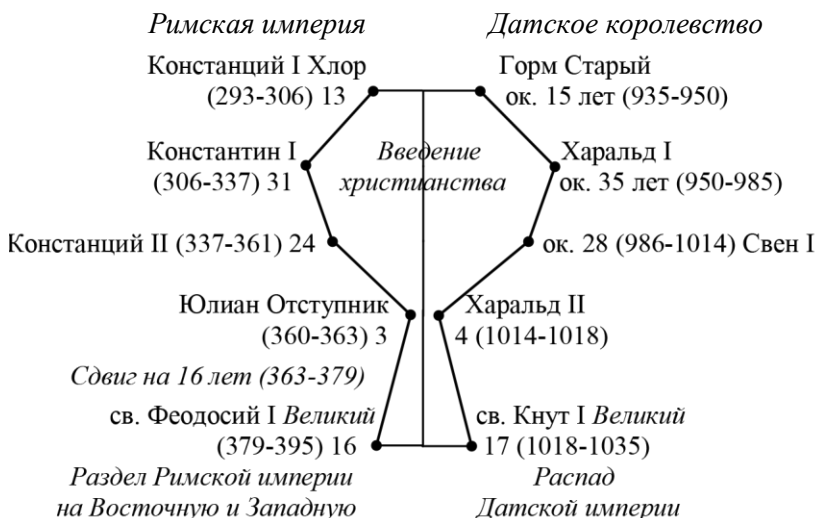 Римская империя
Датское королевство
Констанций I Хлор
(293-306) 13
Горм Старый
ок. 15 лет (935-950)
Константин I
(306-337) 31
Введение
христианства
Харальд I
ок. 35 лет (950-985)
Констанций II (337-361) 24
ок. 28 (986-1014) Свен I
Юлиан Отступник
(360-363) 3
Харальд II
4 (1014-1018)
Сдвиг на 16 лет (363-379)
св. Феодосий I Великий
(379-395) 16
св. Кнут I Великий
17 (1018-1035)
Раздел Римской империи
на Восточную и Западную
Распад
Датской империи